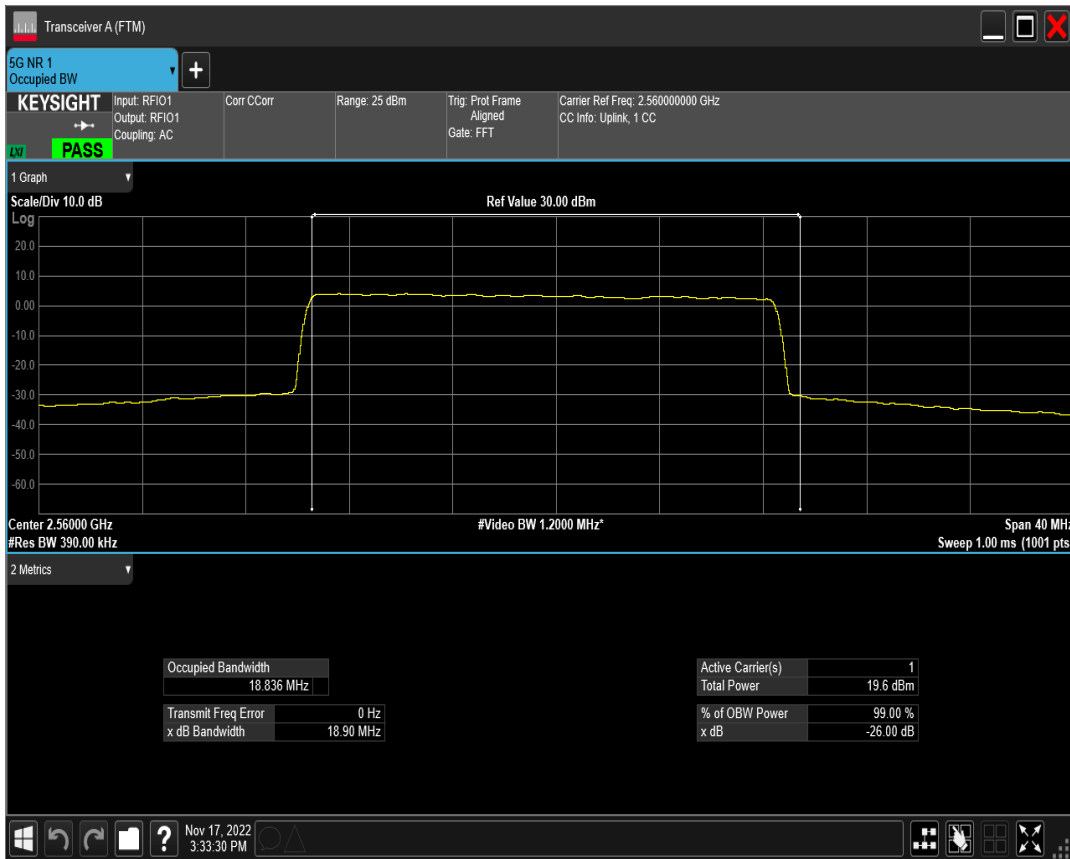 Transceiver A (FTM)
5G NR 1
Occupied BW
+
KEYSIGHT
LXI
PASS
Input: RFIO1
Output: RFIO1
Coupling: AC
Corr CCorr
Range: 25 dBm
Trig: Prot Frame
Aligned
Gate: FFT
Carrier Ref Freq: 2.560000000 GHz
CC Info: Uplink, 1 CC
1 Graph
Scale/Div 10.0 dB
Ref Value 30.00 dBm
Log
20.0
10.0
0.00
-10.0
-20.0
-30.0
-40.0
-50.0
-60.0
Center 2.56000 GHz
#Video BW 1.2000 MHz*
Span 40 MHz
#Res BW 390.00 kHz
Sweep 1.00 ms (1001 pts
2 Metrics
Occupied Bandwidth
18.836 MHz
Transmit Freq Error 0 Hz
x dB Bandwidth 18.90 MHz
Active Carrier(s) 1
Total Power 19.6 dBm
% of OBW Power 99.00 %
x dB -26.00 dB
?
Nov 17, 2022
3:33:30 PM